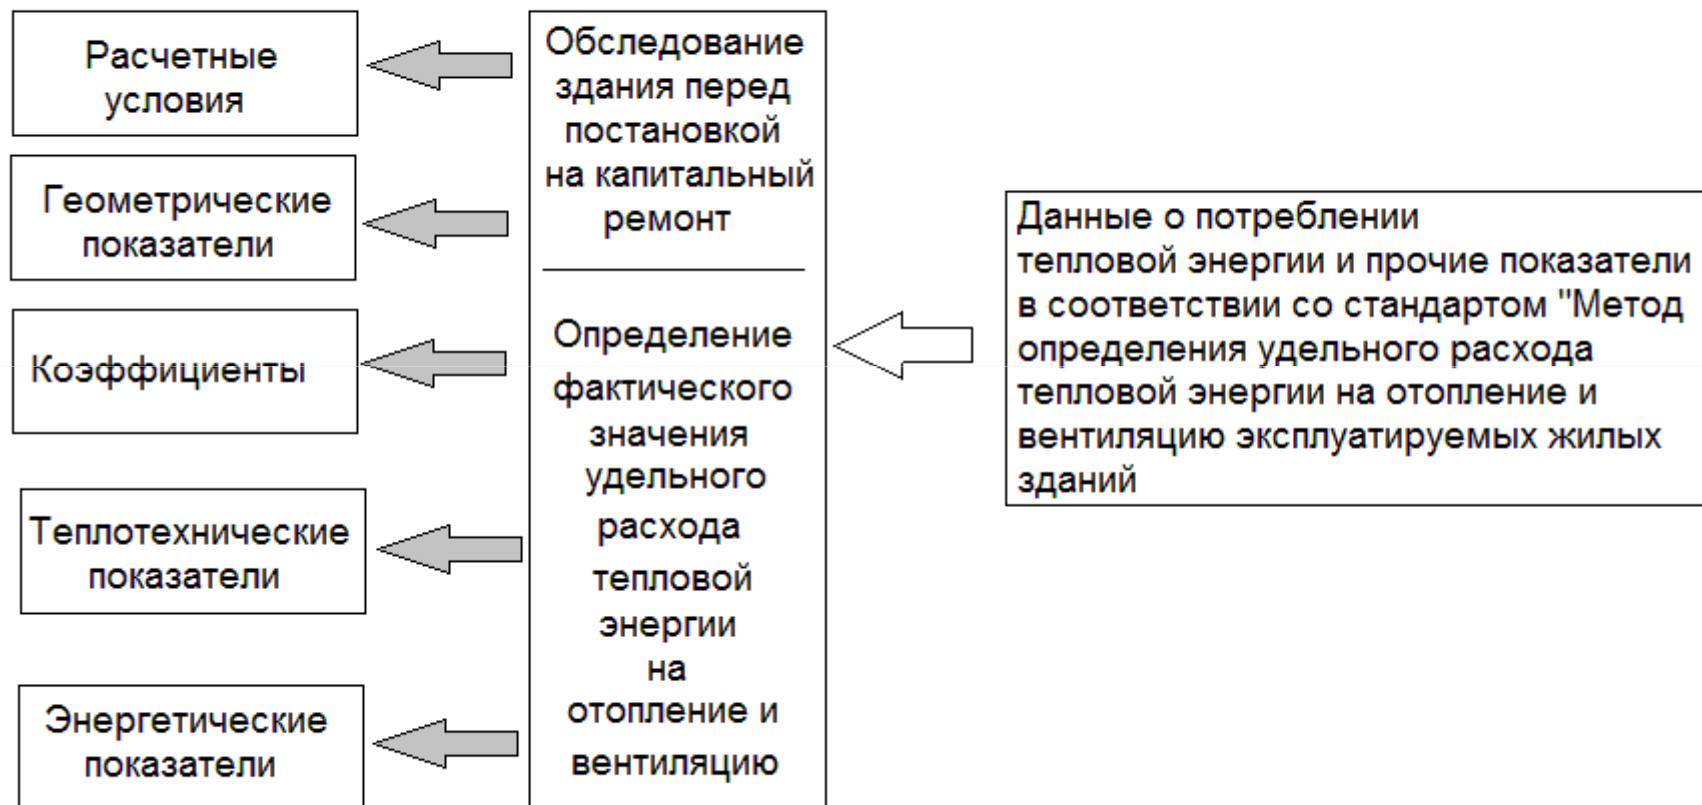 Расчетные
условия
Геометрические
показатели
Коэффициенты
Теплотехнические
показатели
Энергетические
показатели
Обследование
здания перед
постановкой
на капитальный
ремонт
Определение
фактического
значения
удельного
расхода
тепловой
энергии
на
отопление и
вентиляцию
Данные о потреблении
тепловой энергии и прочие показатели
в соответствии со стандартом "Метод
определения удельного расхода
тепловой энергии на отопление и
вентиляцию эксплуатируемых жилых
зданий